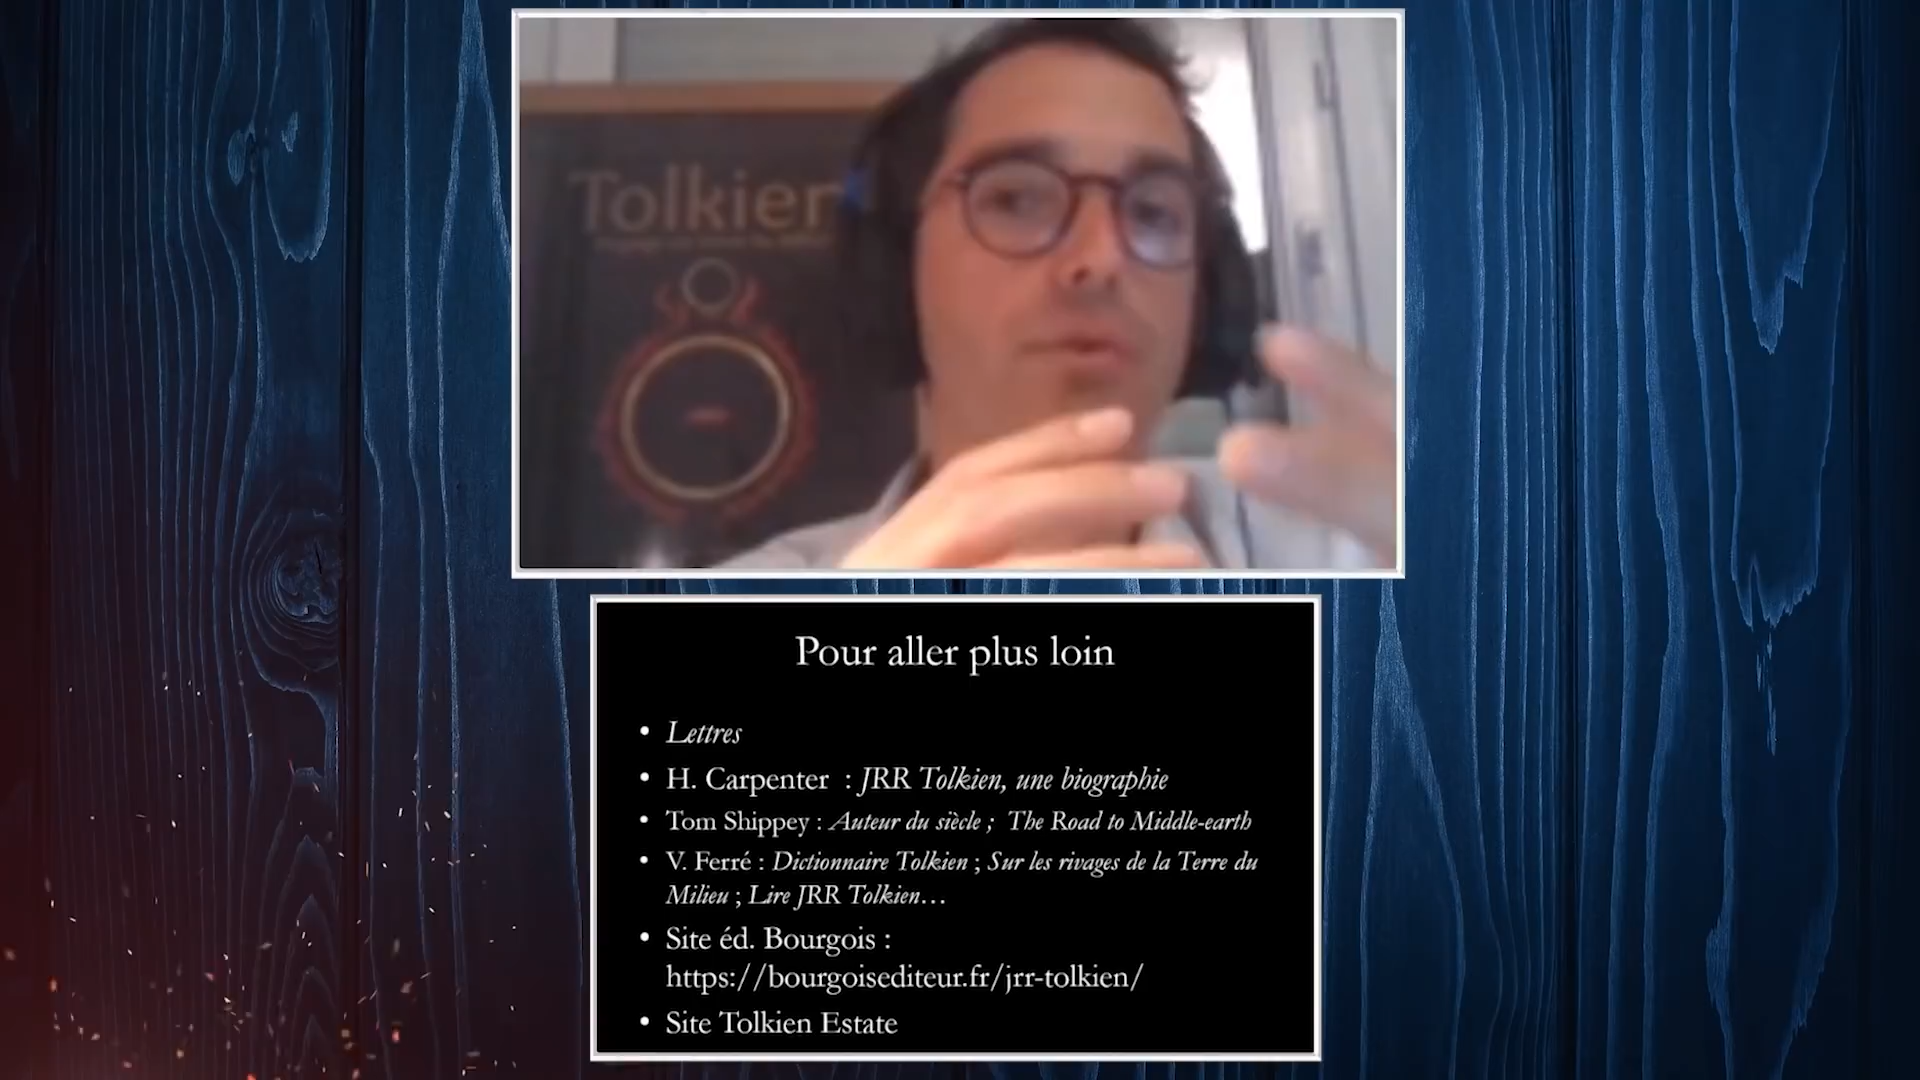 Tolkien
Pour aller plus loin
• Lettres
• H. Carpenter : JRR Tolkien, une biographie
• Tom Shippey : Auteur du siècle ; The Road to Middle-earth
• V. Ferré : Dictionnaire Tolkien ; Sur les rivages de la Terre du
Milieu ; Lire JRR Tolkien…
• Site éd. Bourgois :
https://bourgoisediteur.fr/jrr-tolkien/
• Site Tolkien Estate